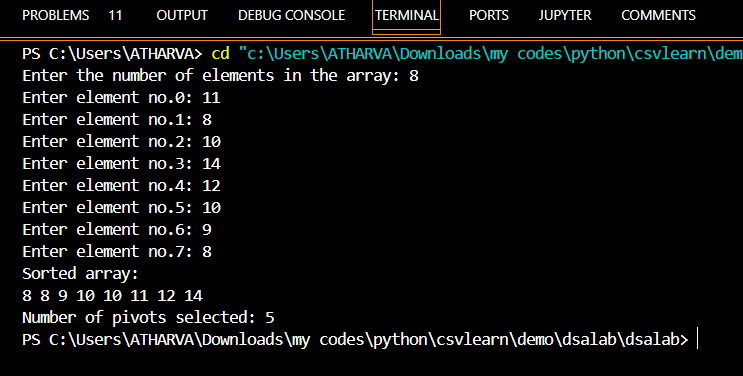 PROBLEMS 11 OUTPUT DEBUG CONSOLE TERMINAL PORTS JUPYTER COMMENTS
PS C:\Users\ATHARVA> cd "c:\Users\ATHARVA\Downloads\my codes\python\csvlearn\dem
Enter the number of elements in the array: 8
Enter element no.0: 11
Enter element no.1: 8
Enter element no.2: 10
Enter element no.3: 14
Enter element no.4: 12
Enter element no.5: 10
Enter element no.6: 9
Enter element no.7: 8
Sorted array:
8 8 9 10 10 11 12 14
Number of pivots selected: 5
PS C:\Users\ATHARVA\Downloads\my codes\python\csvlearn\demo\dsalab\dsalab>